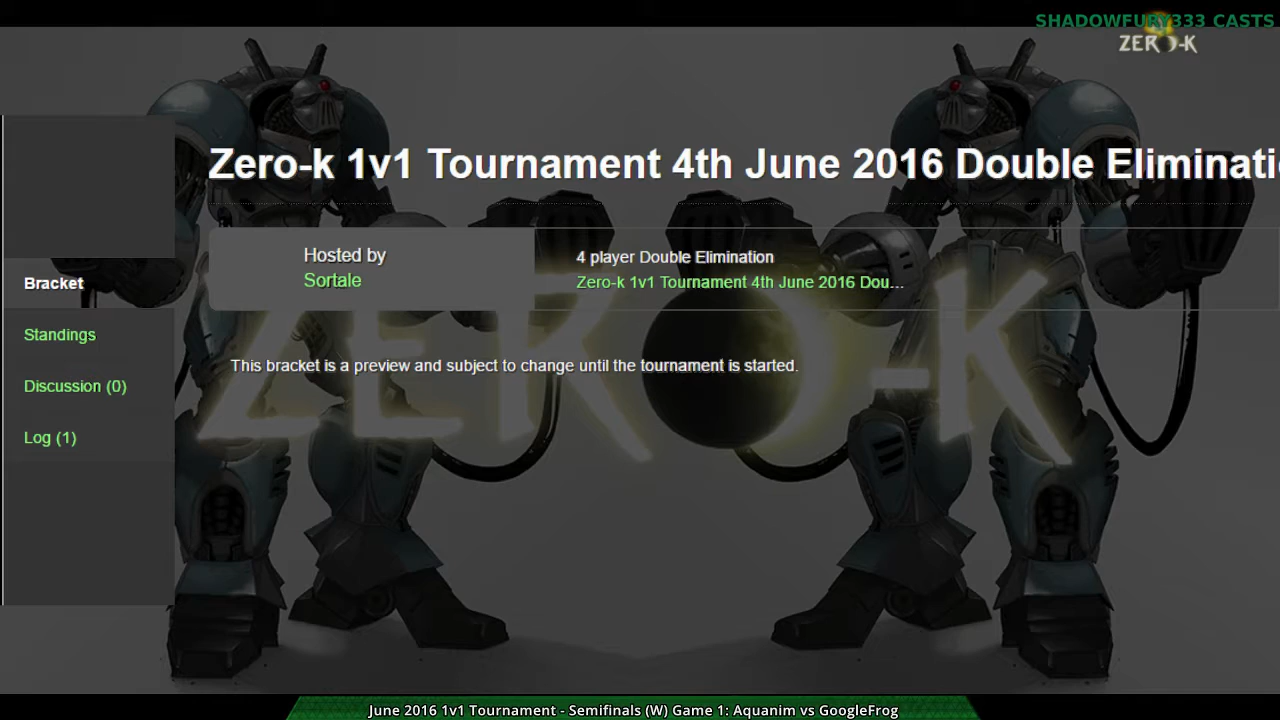 SHADOWFURY333 CASTS
ZERO-K
Zero-k 1v1 Tournament 4th June 2016 Double Eliminati
Hosted by
Sortale
4 player Double Elimination
Zero-k 1v1 Tournament 4th June 2016 Dou...
Bracket
Standings
Discussion (0)
Log (1)
This bracket is a preview and subject to change until the tournament is started.
ZERO-K
June 2016 1v1 Tournament - Semifinals (W) Game 1: Aquanim vs GoogleFrog